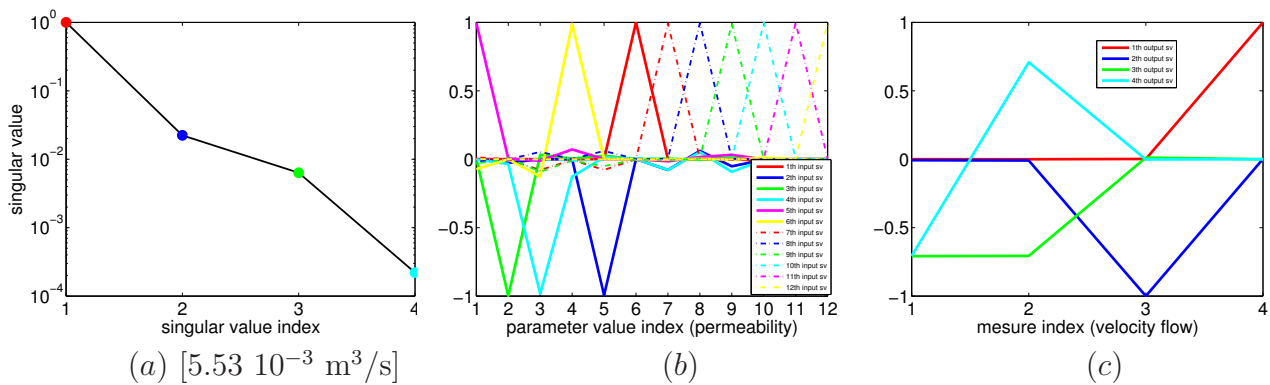 10^0
10^−1
10^−2
10^−3
10^−4
singular value
1 2 3 4
singular value index
(a) [5.53 10^−3 m^3/s]
1
0.5
0
−0.5
−1
1 2 3 4 5 6 7 8 9 10 11 12
parameter value index (permeability)
1th input sv
2th input sv
3th input sv
4th input sv
5th input sv
6th input sv
7th input sv
8th input sv
9th input sv
10th input sv
11th input sv
12th input sv
(b)
1
0.5
0
−0.5
−1
1 2 3 4
mesure index (velocity flow)
1th output sv
2th output sv
3th output sv
4th output sv
(c)